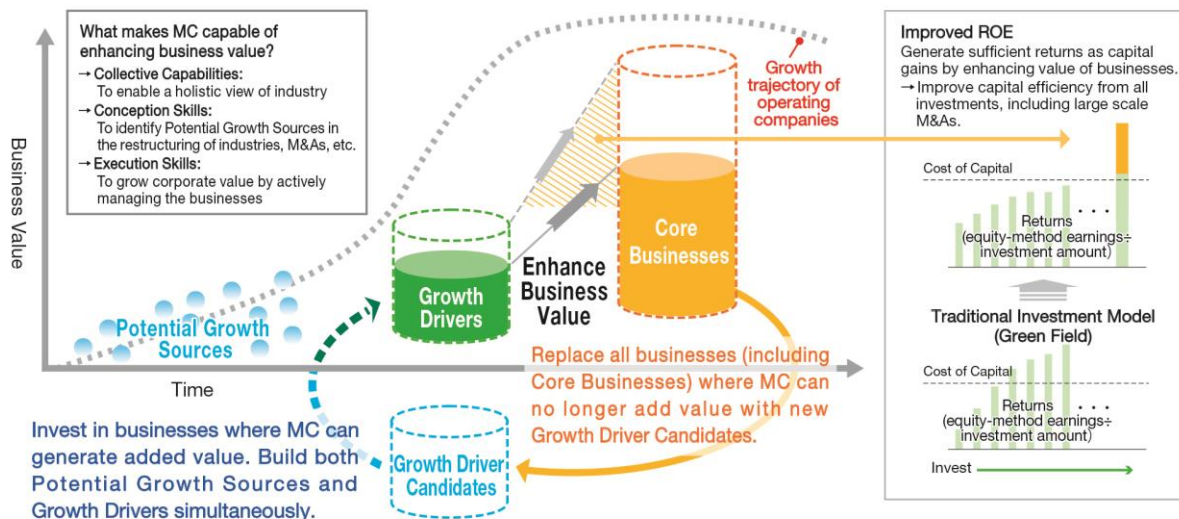 What makes MC capable of
enhancing business value?
→ Collective Capabilities:
To enable a holistic view of industry
→ Conception Skills:
To identify Potential Growth Sources in
the restructuring of industries, M&As, etc.
→ Execution Skills:
To grow corporate value by actively
managing the businesses
Business Value
Potential Growth
Sources
Time
Growth
Drivers
Enhance
Business
Value
Core
Businesses
Growth
trajectory of
operating
companies
Invest in businesses where MC can
generate added value. Build both
Potential Growth Sources and
Growth Drivers simultaneously.
Growth Driver
Candidates
Replace all businesses (including
Core Businesses) where MC can
no longer add value with new
Growth Driver Candidates.
Improved ROE
Generate sufficient returns as capital
gains by enhancing value of businesses.
→ Improve capital efficiency from all
investments, including large scale
M&As.
Cost of Capital
Returns
(equity-method earnings÷
investment amount)
Traditional Investment Model
(Green Field)
Cost of Capital
Returns
(equity-method earnings÷
investment amount)
Invest